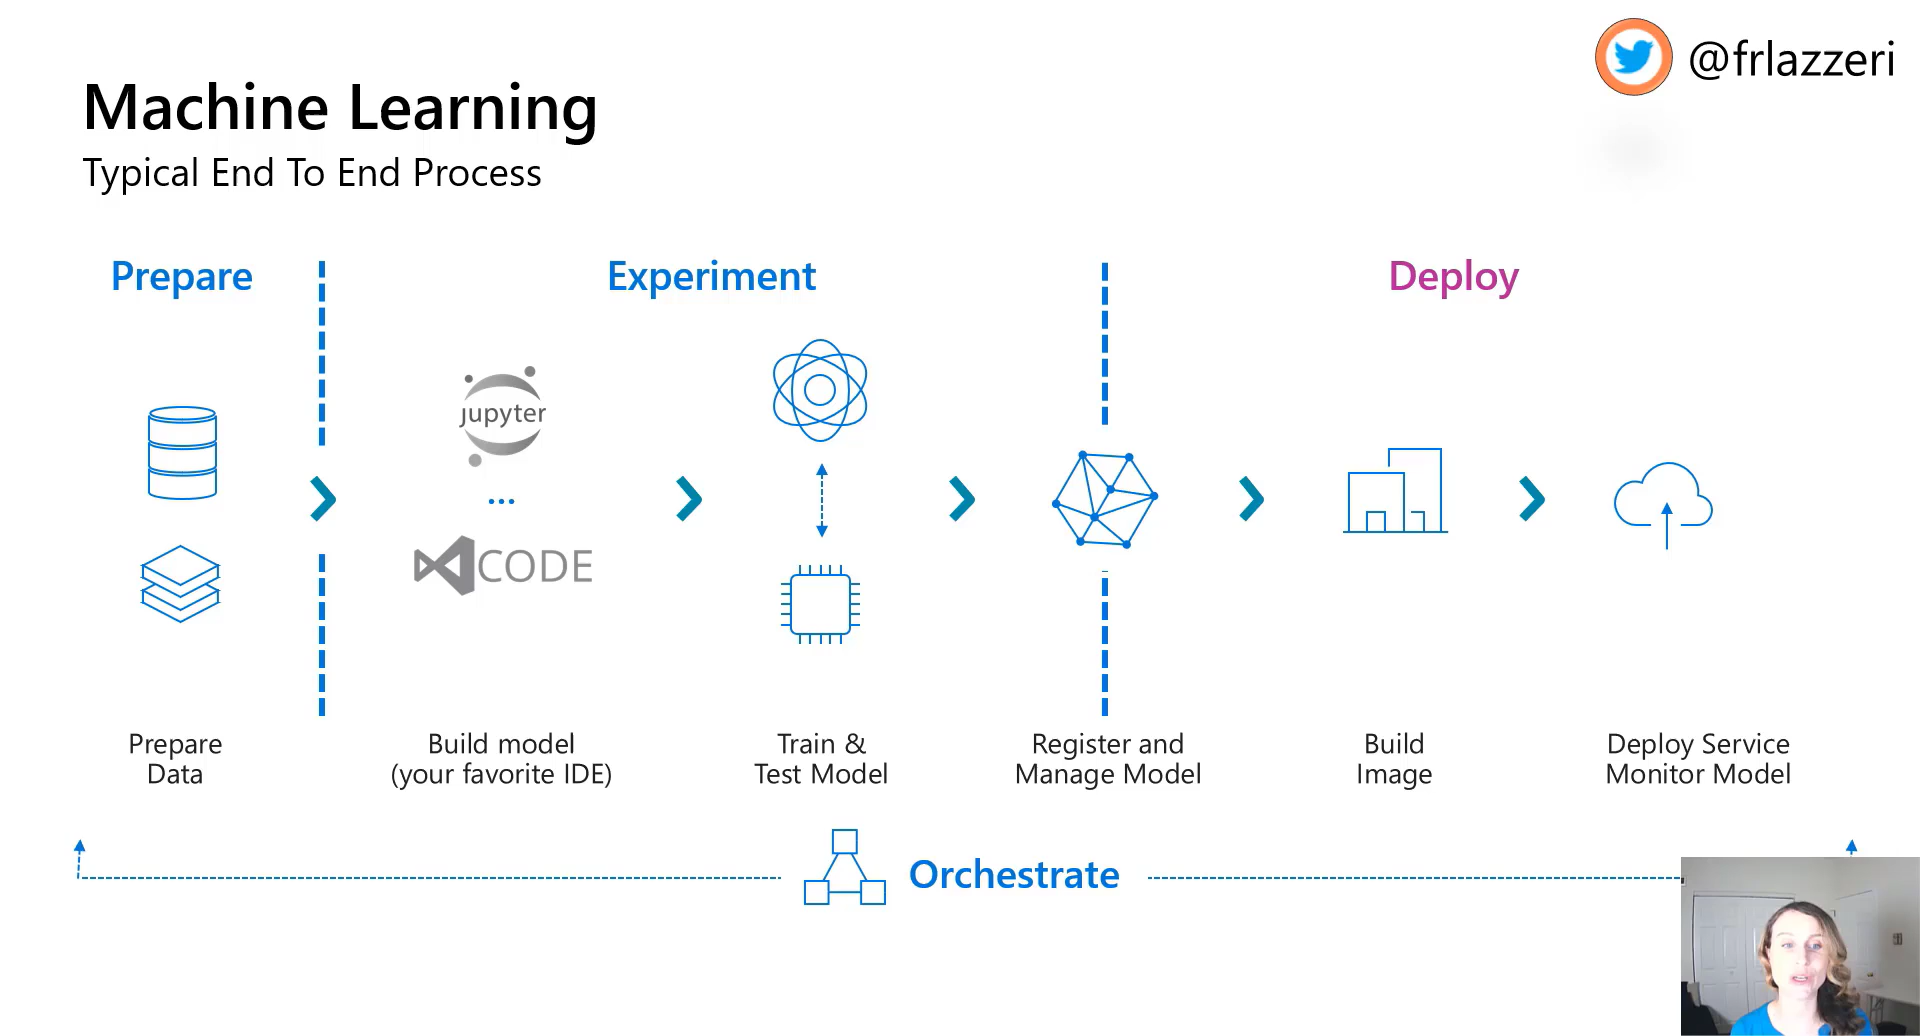 @frlazzeri
Machine Learning
Typical End To End Process
Prepare
Experiment
Deploy
jupyter
...
CODE
Prepare
Data
Build model
(your favorite IDE)
Train &
Test Model
Register and
Manage Model
Build
Image
Deploy Service
Monitor Model
Orchestrate